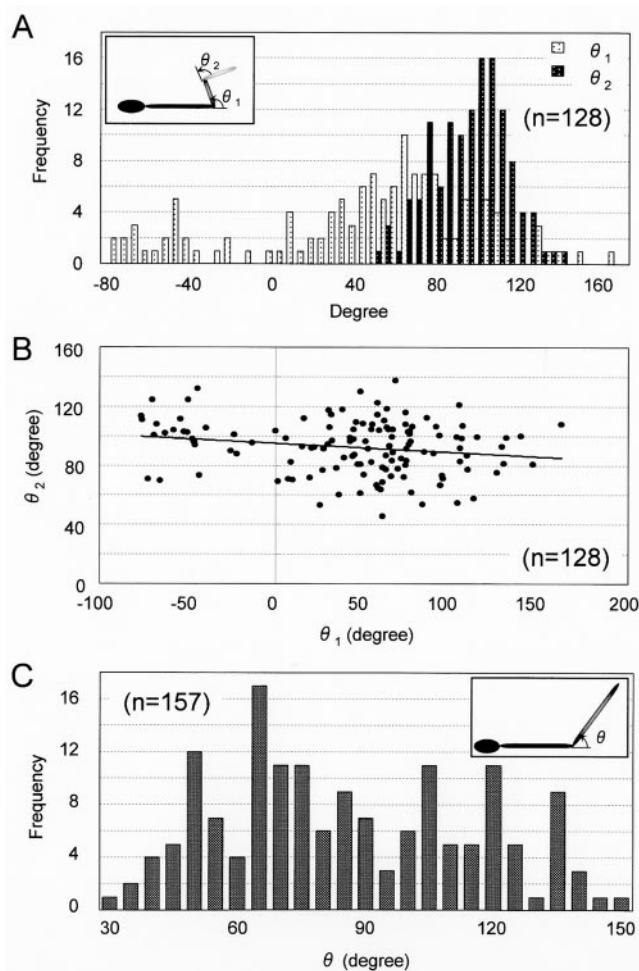 A
16
12
8
4
0
Frequency
θ2
θ1
θ1
θ2
(n=128)
-80 -40 0 40 80 120 160
Degree
B
160
120
80
40
0
θ2 (degree)
(n=128)
-100 -50 0 50 100 150 200
θ1 (degree)
C
16
12
8
4
0
Frequency
(n=157)
θ
30 60 90 120 150
θ (degree)